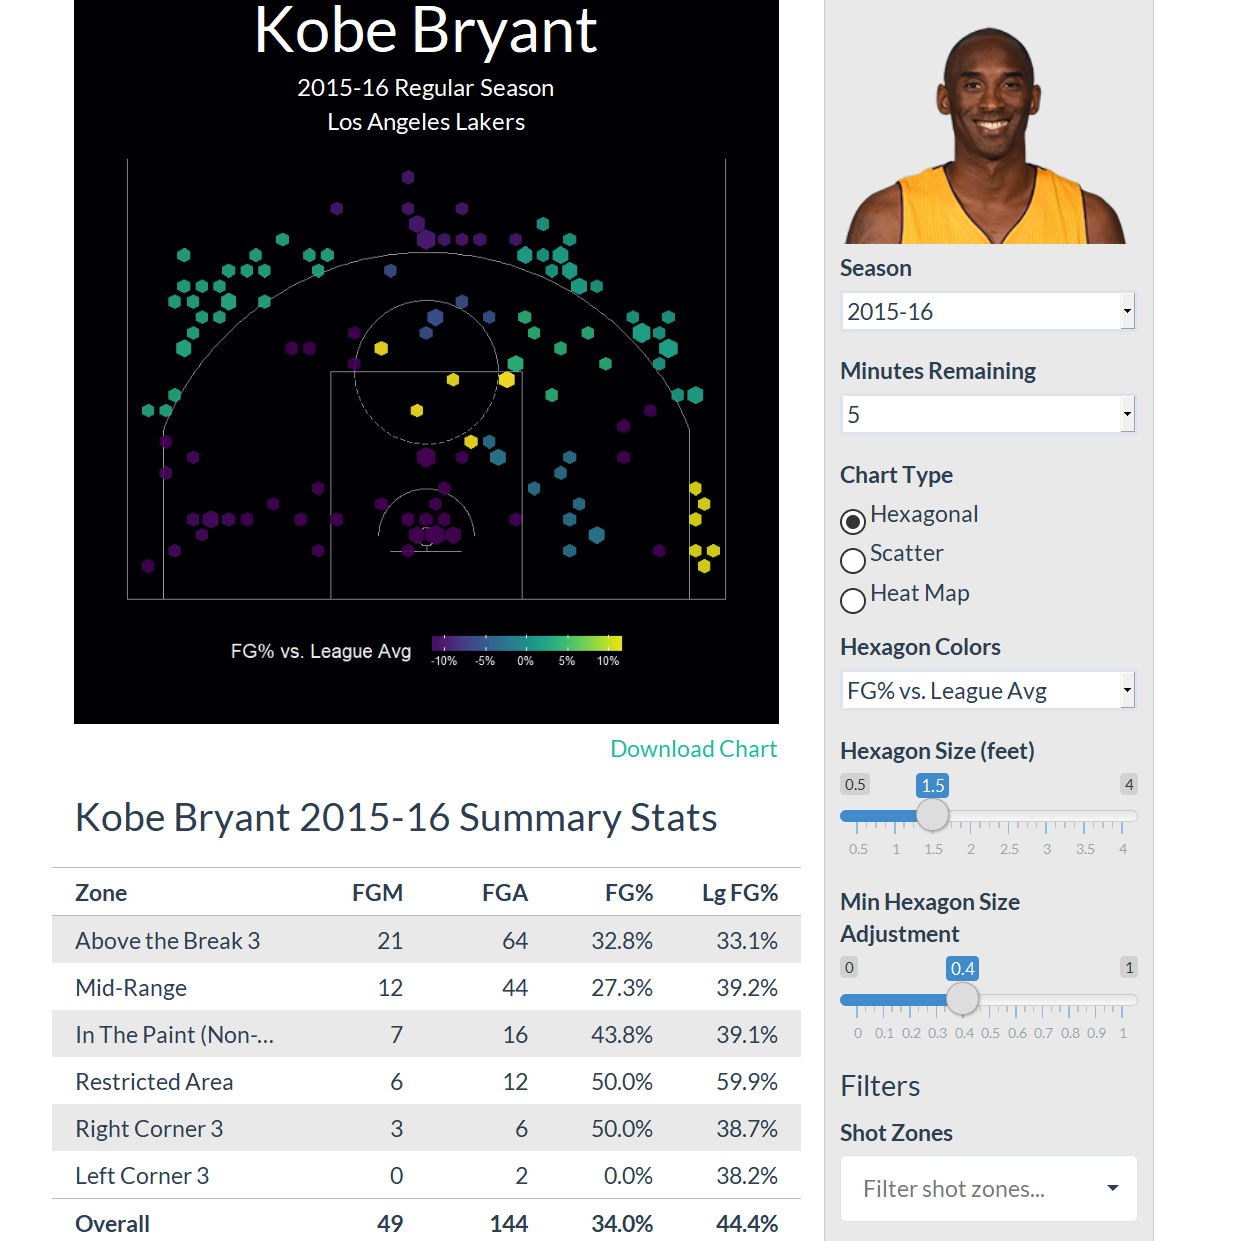 Kobe Bryant
2015-16 Regular Season
Los Angeles Lakers
FG% vs. League Avg
-10% -5% 0% 5% 10%
Download Chart
Kobe Bryant 2015-16 Summary Stats
Zone FGM FGA FG% Lg FG%
Above the Break 3 21 64 32.8% 33.1%
Mid-Range 12 44 27.3% 39.2%
In The Paint (Non-... 7 16 43.8% 39.1%
Restricted Area 6 12 50.0% 59.9%
Right Corner 3 3 6 50.0% 38.7%
Left Corner 3 0 2 0.0% 38.2%
Overall 49 144 34.0% 44.4%
Season
2015-16
Minutes Remaining
5
Chart Type
Hexagonal
Scatter
Heat Map
Hexagon Colors
FG% vs. League Avg
Hexagon Size (feet)
0.5 1.5 4
0.5 1 1.5 2 2.5 3 3.5 4
Min Hexagon Size
Adjustment
0 0.4 1
0 0.1 0.2 0.3 0.4 0.5 0.6 0.7 0.8 0.9 1
Filters
Shot Zones
Filter shot zones...